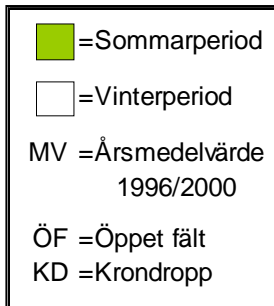 =Sommarperiod
=Vinterperiod
MV =Årsmedelvärde
1996/2000
ÖF =Öppet fält
KD =Krondropp